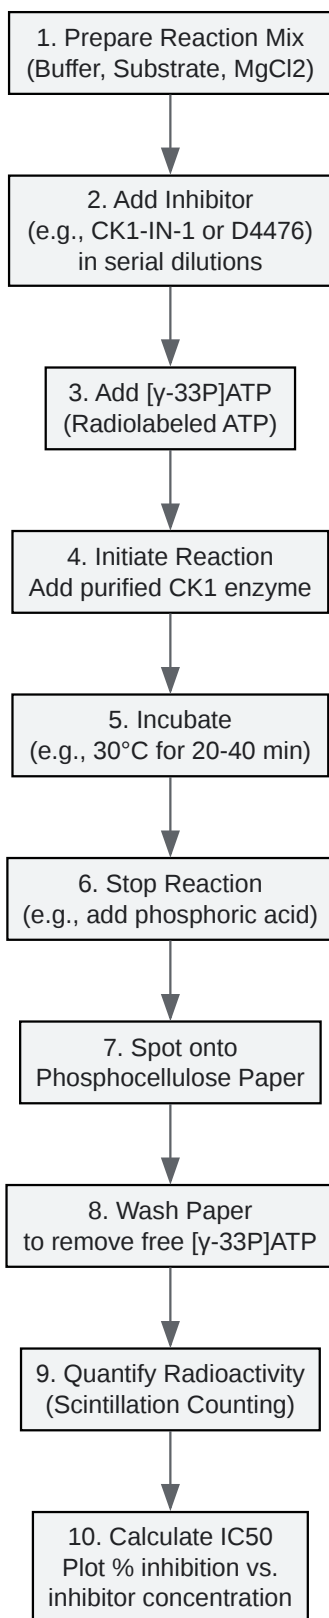 1. Prepare Reaction Mix
(Buffer, Substrate, MgCl2)
2. Add Inhibitor
(e.g., CK1-IN-1 or D4476)
in serial dilutions
3. Add [γ-33P]ATP
(Radiolabeled ATP)
4. Initiate Reaction
Add purified CK1 enzyme
5. Incubate
(e.g., 30°C for 20-40 min)
6. Stop Reaction
(e.g., add phosphoric acid)
7. Spot onto
Phosphocellulose Paper
8. Wash Paper
to remove free [γ-33P]ATP
9. Quantify Radioactivity
(Scintillation Counting)
10. Calculate IC50
Plot % inhibition vs.
inhibitor concentration